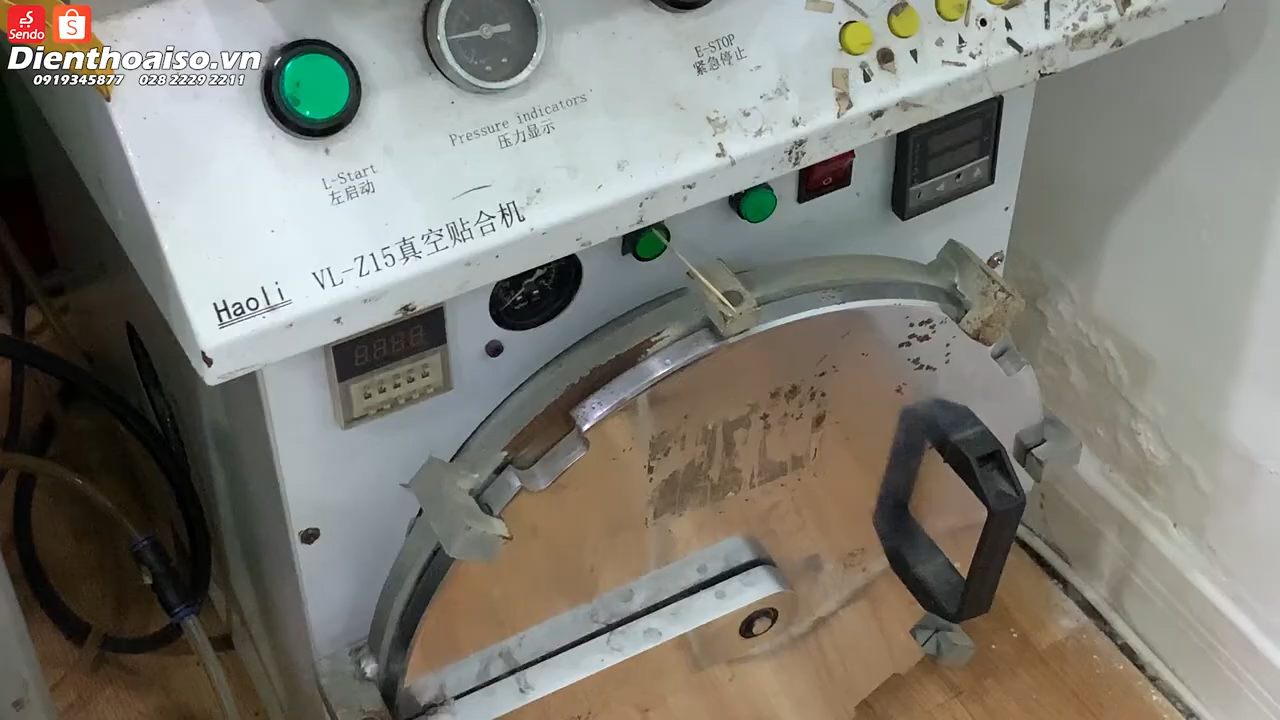 Sendo
Dienthoaiso.vn
0919345877 028 2229 2211
E-STOP
紧急停止
Pressure indicators
压力显示
L-Start
左启动
Haoli VL-Z15真空贴合机